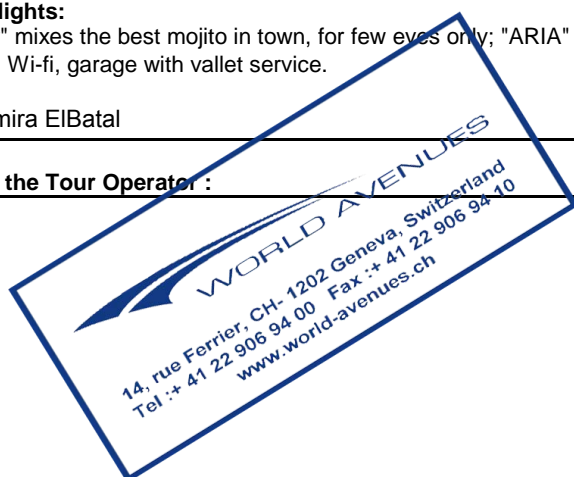 lights:
" mixes the best mojito in town, for few eyes only; "ARIA"
Wi-fi, garage with vallet service.
mira ElBatal
the Tour Operator :
WORLD AVENUES
14, rue Ferrier, CH- 1202 Geneva, Switzerland
Tel :+ 41 22 906 94 00 Fax :+ 41 22 906 94 10
www.world-avenues.ch